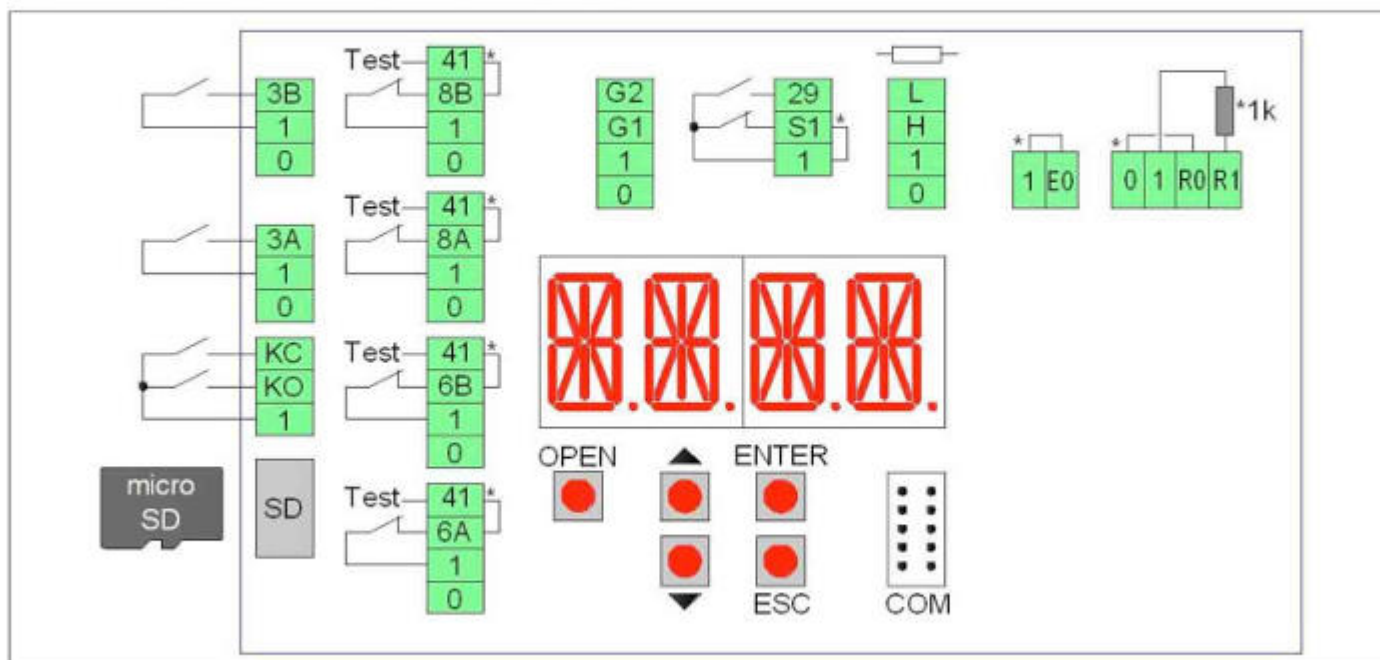 3B
1
0
3A
1
0
KC
KO
1
micro
SD
SD
Test
41
*
8B
1
0
Test
41
*
8A
1
0
Test
41
*
6B
1
0
Test
41
*
6A
1
0
G2
G1
1
0
29
S1
*
1
L
H
1
0
*
1 E0
*
*1k
0 1 R0 R1
OPEN
ENTER
ESC
COM